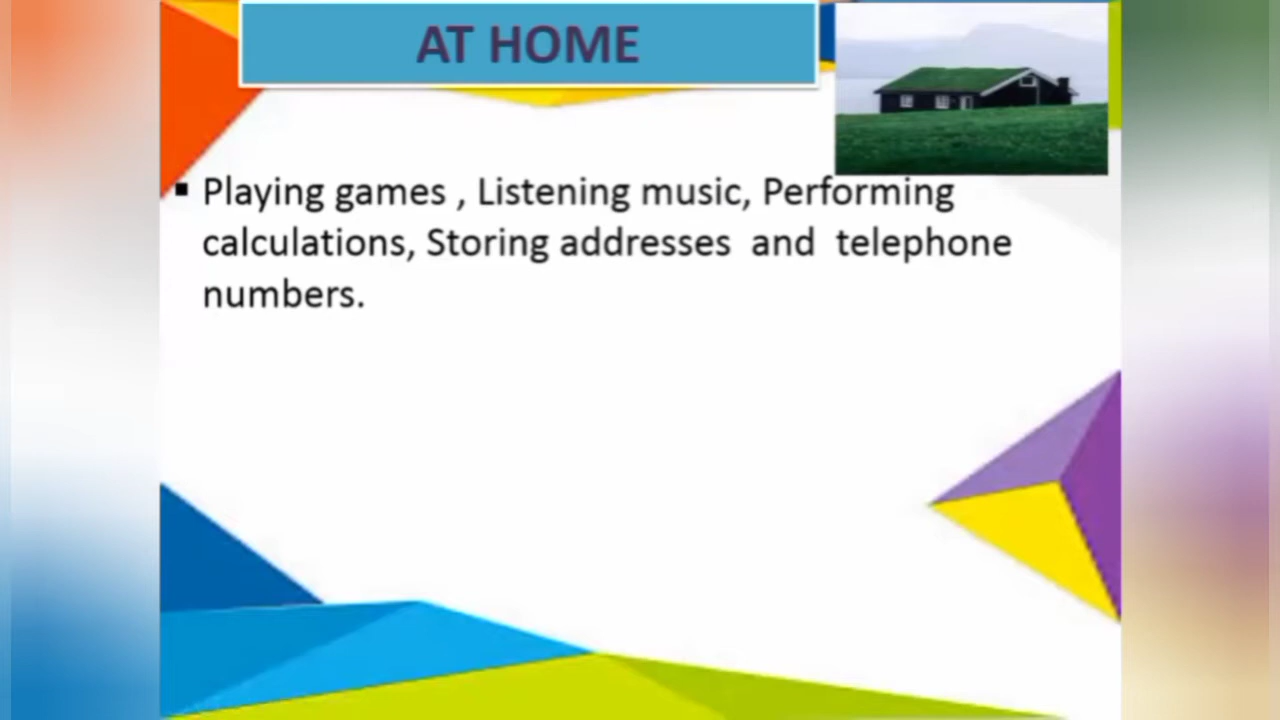 AT HOME
▪ Playing games , Listening music, Performing
calculations, Storing addresses and telephone
numbers.